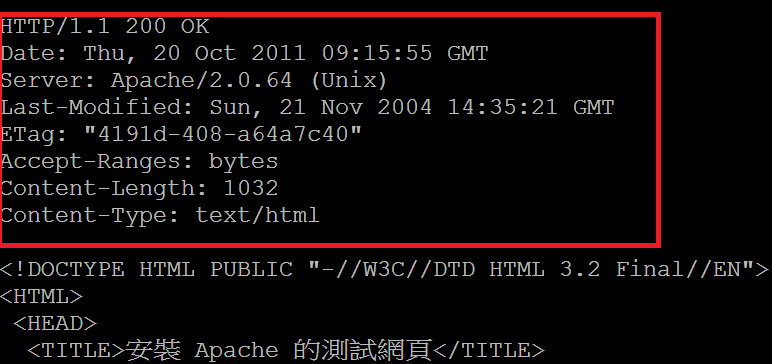 HTTP/1.1 200 OK
Date: Thu, 20 Oct 2011 09:15:55 GMT
Server: Apache/2.0.64 (Unix)
Last-Modified: Sun, 21 Nov 2004 14:35:21 GMT
ETag: "4191d-408-a64a7c40"
Accept-Ranges: bytes
Content-Length: 1032
Content-Type: text/html
<!DOCTYPE HTML PUBLIC "-//W3C//DTD HTML 3.2 Final//EN">
<HTML>
<HEAD>
<TITLE>安裝 Apache 的測試網頁</TITLE>